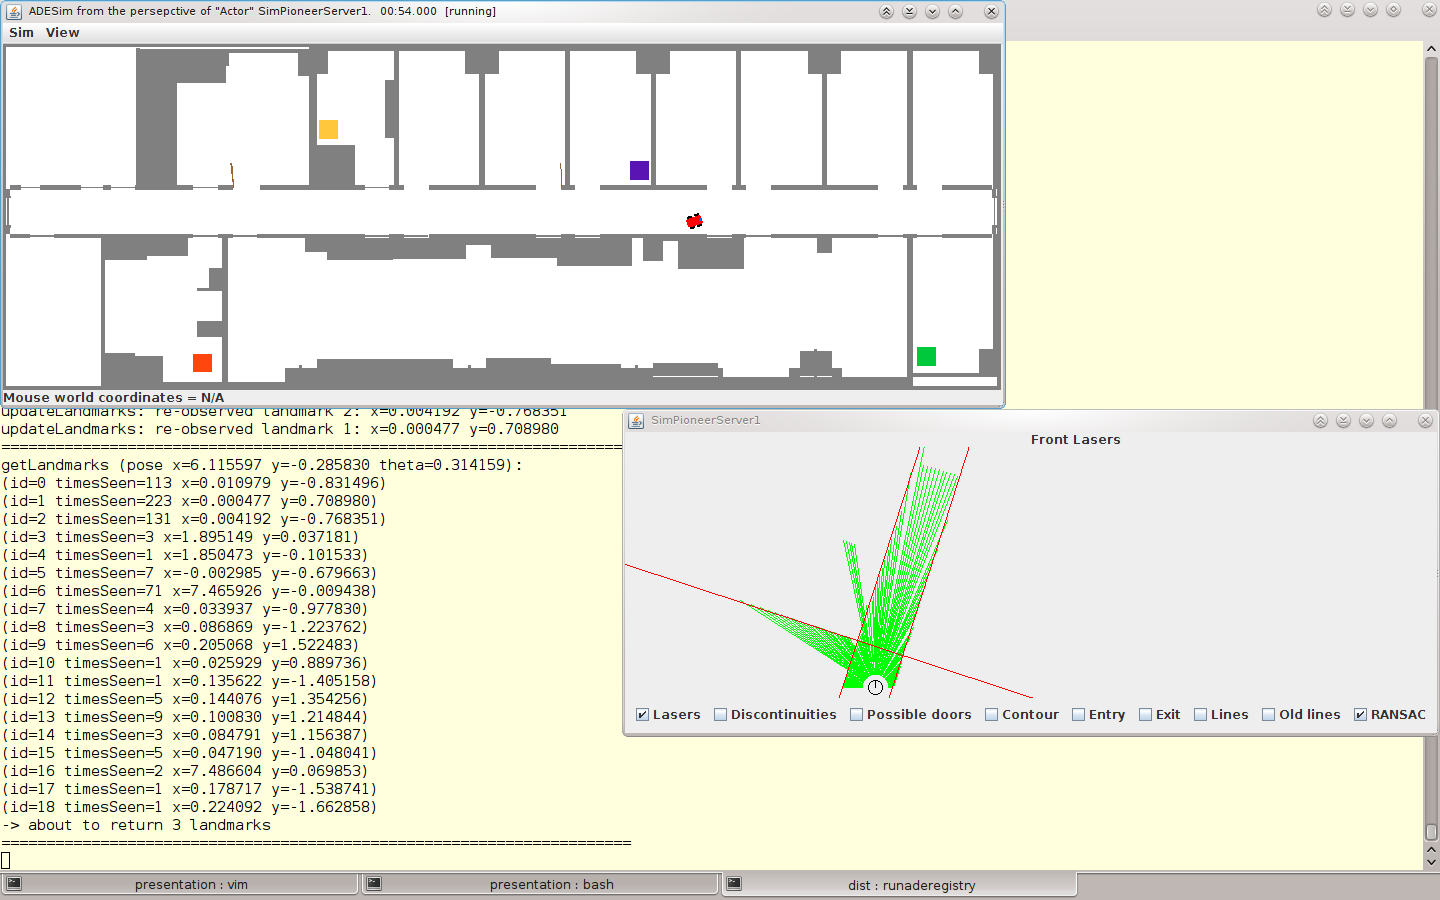 ADESim from the persepctive of "Actor" SimPioneerServer1. 00:54.000 [running]
Sim View
Mouse world coordinates = N/A
updateLandmarks: re-observed landmark 2: x=0.004192 y=-0.768351
updateLandmarks: re-observed landmark 1: x=0.000477 y=0.708980
======================================================================
getLandmarks (pose x=6.115597 y=-0.285830 theta=0.314159):
(id=0 timesSeen=113 x=0.010979 y=-0.831496)
(id=1 timesSeen=223 x=0.000477 y=0.708980)
(id=2 timesSeen=131 x=0.004192 y=-0.768351)
(id=3 timesSeen=3 x=1.895149 y=0.037181)
(id=4 timesSeen=1 x=1.850473 y=-0.101533)
(id=5 timesSeen=7 x=-0.002985 y=-0.679663)
(id=6 timesSeen=71 x=7.465926 y=-0.009438)
(id=7 timesSeen=4 x=0.033937 y=-0.977830)
(id=8 timesSeen=3 x=0.086869 y=-1.223762)
(id=9 timesSeen=6 x=0.205068 y=1.522483)
(id=10 timesSeen=1 x=0.025929 y=0.889736)
(id=11 timesSeen=1 x=0.135622 y=-1.405158)
(id=12 timesSeen=5 x=0.144076 y=1.354256)
(id=13 timesSeen=9 x=0.100830 y=1.214844)
(id=14 timesSeen=3 x=0.084791 y=1.156387)
(id=15 timesSeen=5 x=0.047190 y=-1.048041)
(id=16 timesSeen=2 x=7.486604 y=0.069853)
(id=17 timesSeen=1 x=0.178717 y=-1.538741)
(id=18 timesSeen=1 x=0.224092 y=-1.662858)
-> about to return 3 landmarks
======================================================================
SimPioneerServer1
Front Lasers
Lasers Discontinuities Possible doors Contour Entry Exit Lines Old lines RANSAC
presentation : vim
presentation : bash
dist : runaderegistry